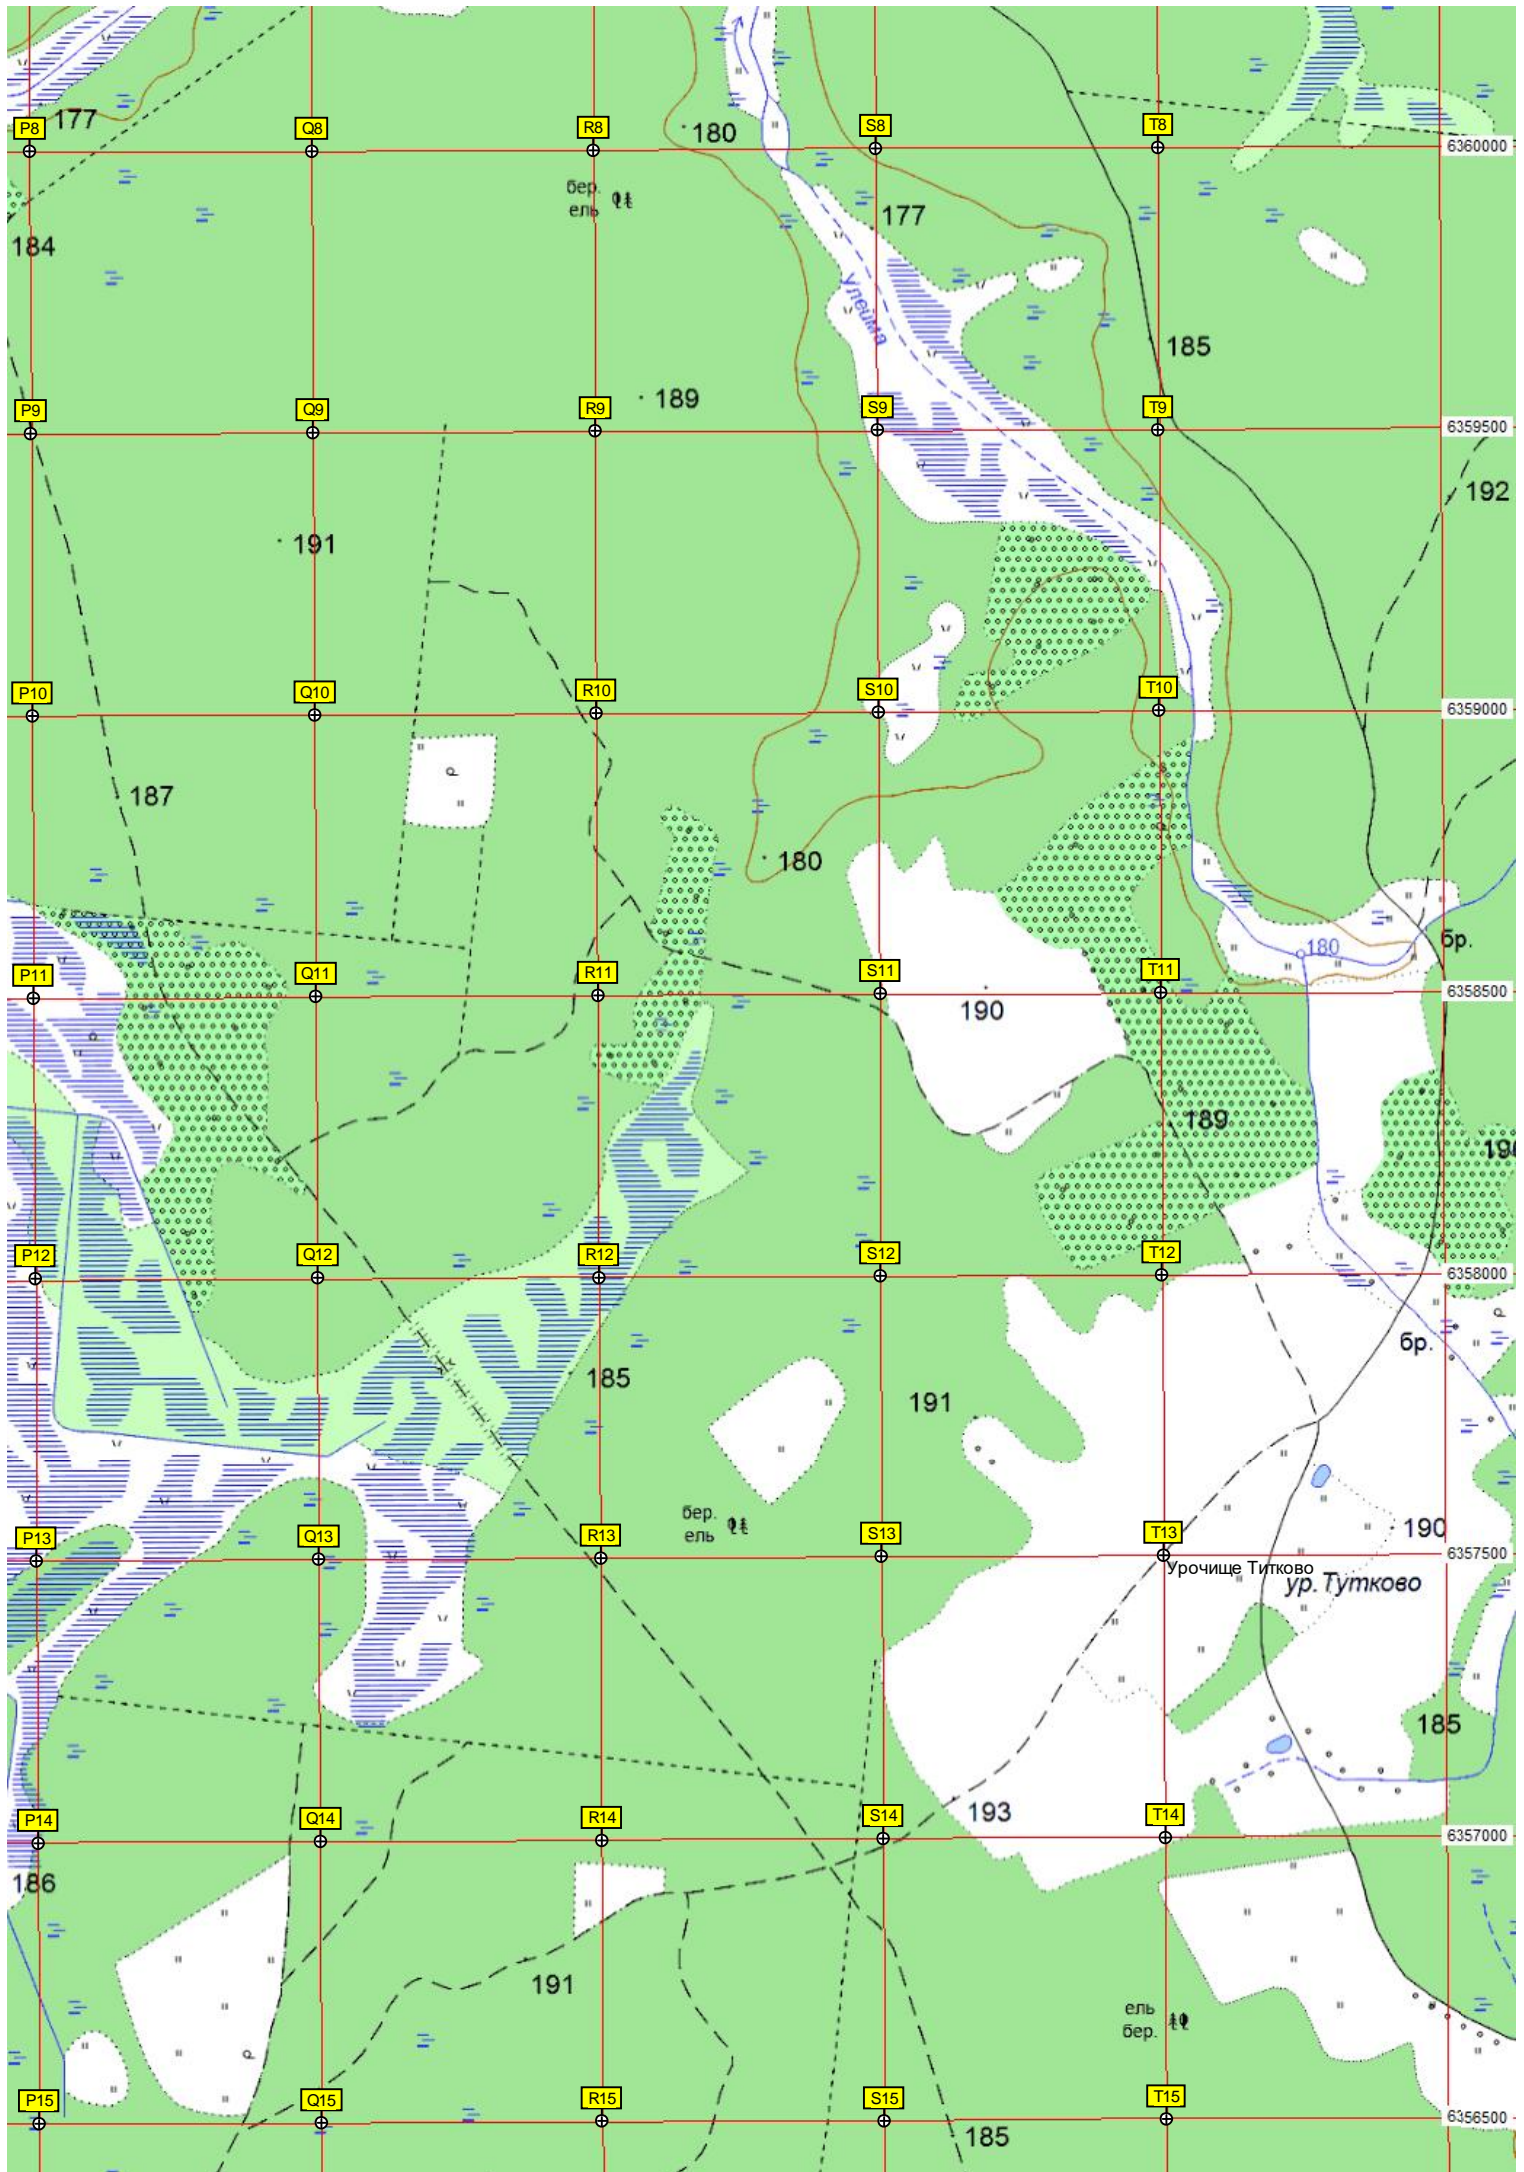 177
P8
Q8
R8
180
S8
T8
6360000
бер.
ель
177
184
Улейма
185
189
P9
Q9
R9
S9
T9
6359500
192
191
P10
Q10
R10
S10
T10
6359000
187
180
бр.
180
P11
Q11
R11
S11
T11
6358500
190
189
P12
Q12
R12
S12
T12
6358000
бр.
185
191
бер.
ель
190
P13
Q13
R13
S13
T13
6357500
Урочище Титково
ур. Тутково
185
193
P14
Q14
R14
S14
T14
6357000
186
191
ель
бер.
P15
Q15
R15
S15
T15
6356500
185